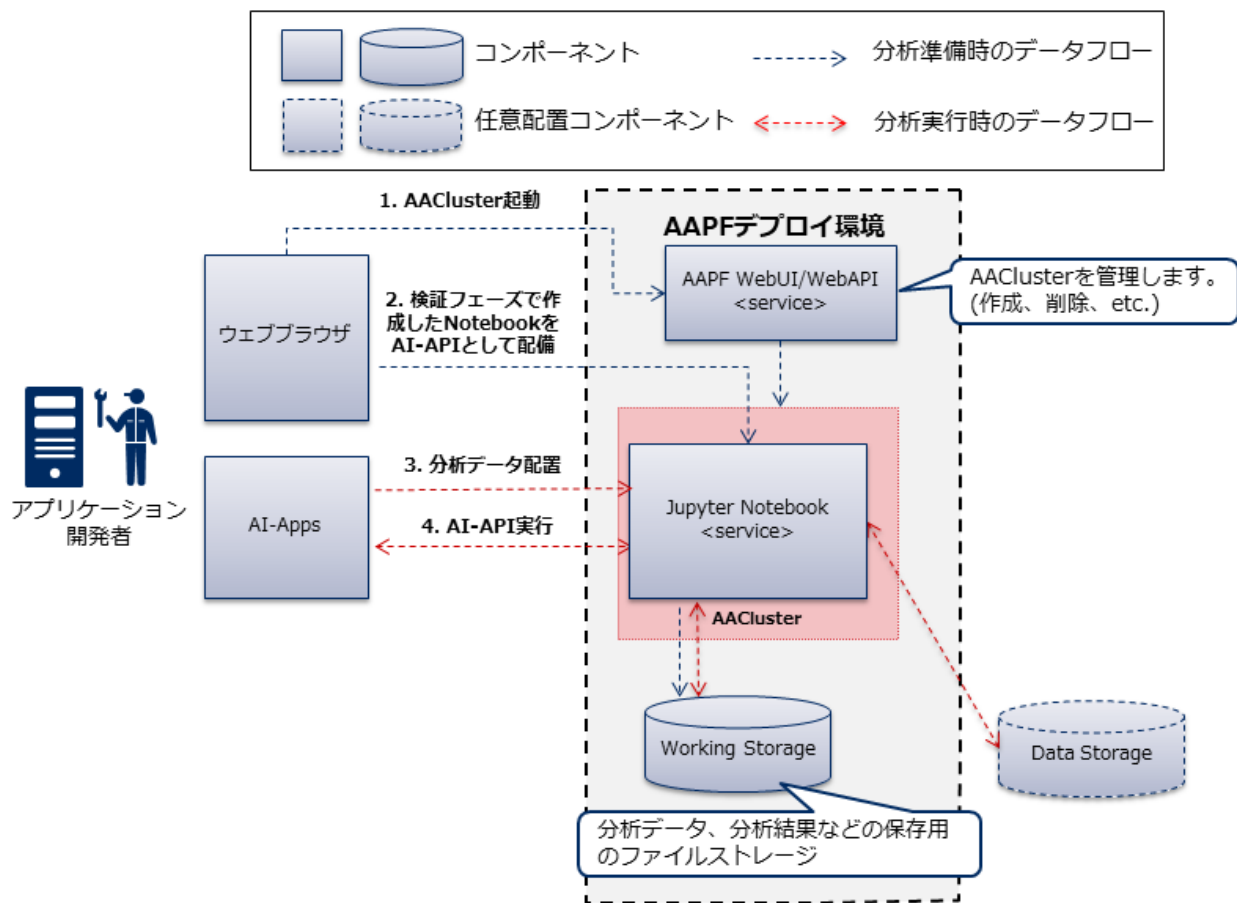 コンポーネント
分析準備時のデータフロー
任意配置コンポーネント
分析実行時のデータフロー
1. AACluster起動
AAPFデプロイ環境
AAPF WebUI/WebAPI
<service>
AAClusterを管理します。
(作成、削除、etc.)
ウェブブラウザ
2. 検証フェーズで作
成したNotebookを
AI-APIとして配備
アプリケーション
開発者
AI-Apps
3. 分析データ配置
4. AI-API実行
Jupyter Notebook
<service>
AACluster
Working Storage
Data Storage
分析データ、分析結果などの保存用
のファイルストレージ